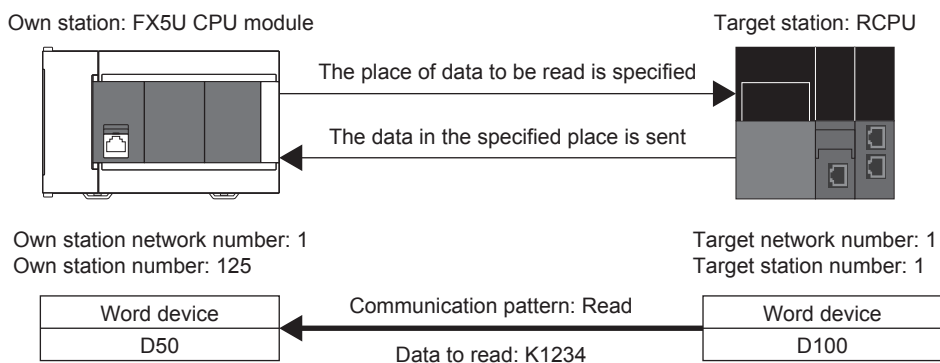 Own station: FX5U CPU module
Target station: RCPU
The place of data to be read is specified
The data in the specified place is sent
Own station network number: 1
Own station number: 125
Target network number: 1
Target station number: 1
Word device
D50
Communication pattern: Read
Data to read: K1234
Word device
D100